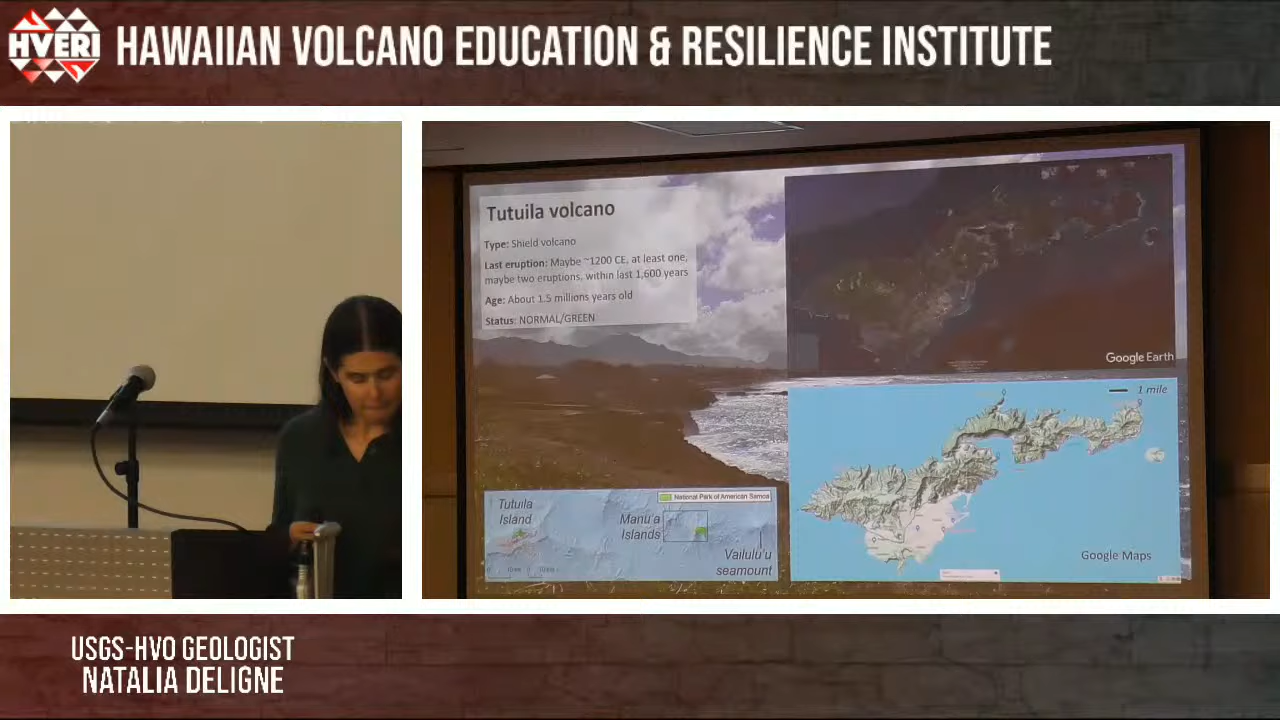 HVERI
HAWAIIAN VOLCANO EDUCATION & RESILIENCE INSTITUTE
Tutuila volcano
Type: Shield volcano
Last eruption: Maybe ~1200 CE, at least one,
maybe two eruptions, within last 1,600 years
Age: About 1.5 millions years old
Status: NORMAL/GREEN
Google Earth
1 mile
Google Maps
National Park of American Samoa
Tutuila
Island
Manu'a
Islands
Vailulu'u
seamount
USGS-HVO GEOLOGIST
NATALIA DELIGNE